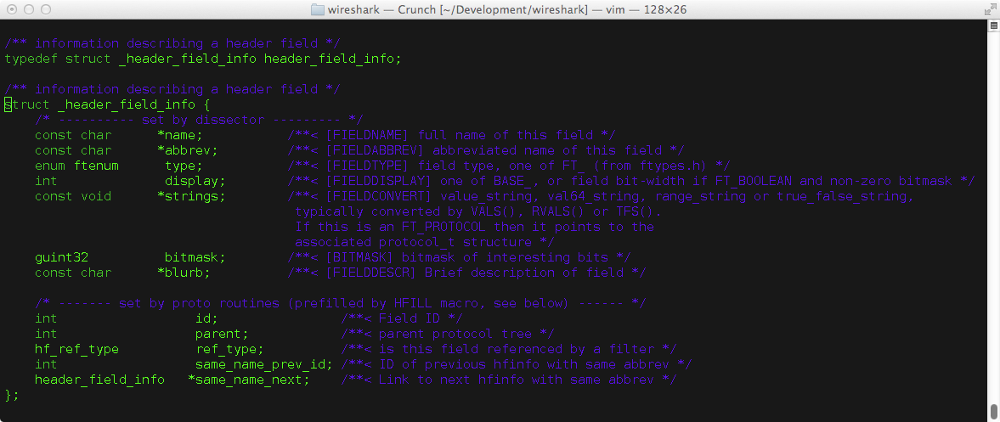 wireshark — Crunch [~/Development/wireshark] — vim — 128×26
/** information describing a header field */
typedef struct _header_field_info header_field_info;
/** information describing a header field */
struct _header_field_info {
    /* ---------- set by dissector --------- */
    const char      *name;           /**< [FIELDNAME] full name of this field */
    const char      *abbrev;         /**< [FIELDABBREV] abbreviated name of this field */
    enum ftenum      type;           /**< [FIELDTYPE] field type, one of FT_ (from ftypes.h) */
    int              display;        /**< [FIELDDISPLAY] one of BASE_, or field bit-width if FT_BOOLEAN and non-zero bitmask */
    const void      *strings;        /**< [FIELDCONVERT] value_string, val64_string, range_string or true_false_string,
                                      typically converted by VALS(), RVALS() or TFS().
                                      If this is an FT_PROTOCOL then it points to the
                                      associated protocol_t structure */
    guint32          bitmask;        /**< [BITMASK] bitmask of interesting bits */
    const char      *blurb;          /**< [FIELDDESCR] Brief description of field */
    /* ------- set by proto routines (prefilled by HFILL macro, see below) ------ */
    int                  id;                /**< Field ID */
    int                  parent;            /**< parent protocol tree */
    hf_ref_type          ref_type;          /**< is this field referenced by a filter */
    int                  same_name_prev_id; /**< ID of previous hfinfo with same abbrev */
    header_field_info   *same_name_next;    /**< Link to next hfinfo with same abbrev */
};